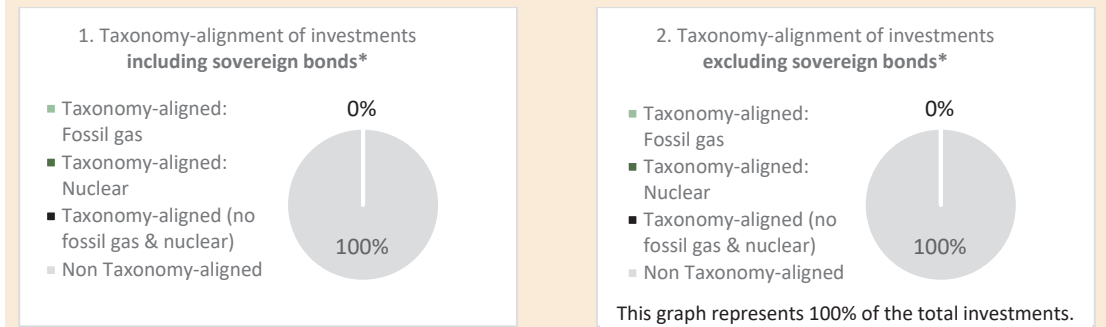 1. Taxonomy-alignment of investments
including sovereign bonds*
Taxonomy-aligned:
Fossil gas
Taxonomy-aligned:
Nuclear
Taxonomy-aligned (no
fossil gas & nuclear)
Non Taxonomy-aligned
0%
100%
2. Taxonomy-alignment of investments
excluding sovereign bonds*
Taxonomy-aligned:
Fossil gas
Taxonomy-aligned:
Nuclear
Taxonomy-aligned (no
fossil gas & nuclear)
Non Taxonomy-aligned
0%
100%
This graph represents 100% of the total investments.